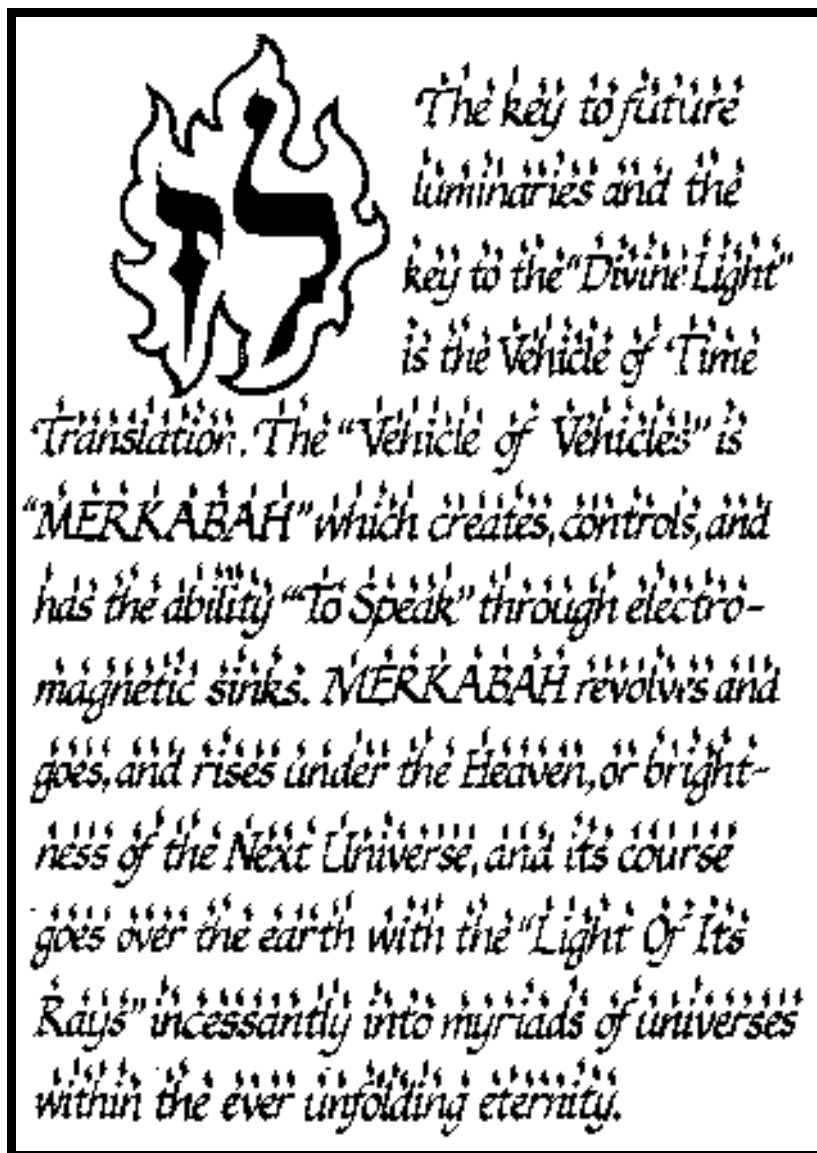 לז
The key to future
luminaries and the
key to the "Divine Light"
is the Vehicle of Time
Translation. The "Vehicle of Vehicles" is
"MERKABAH" which creates, controls, and
has the ability "To Speak" through electro-
magnetic sinks. MERKABAH revolves and
goes, and rises under the Heaven, or bright-
ness of the Next Universe, and its course
goes over the earth with the "Light Of Its
Rays" incessantly into myriads of universes
within the ever unfolding eternity.